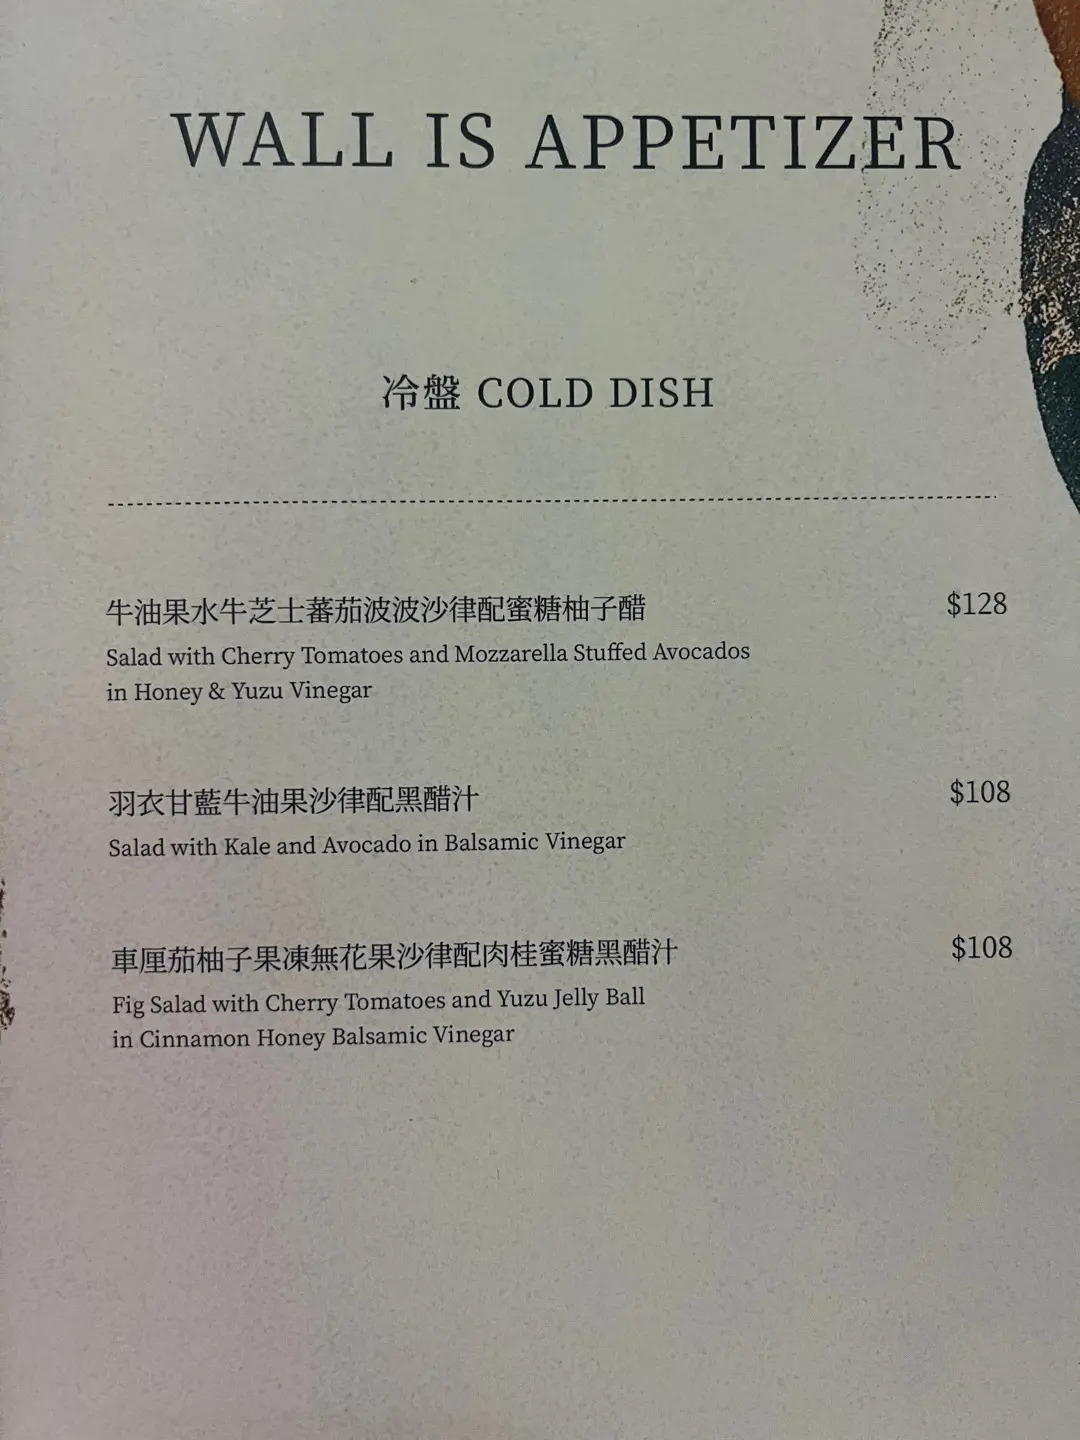 WALL IS APPETIZER
冷盤 COLD DISH
牛油果水牛芝士蕃茄波波沙律配蜜糖柚子醋 $128
Salad with Cherry Tomatoes and Mozzarella Stuffed Avocados
in Honey & Yuzu Vinegar
羽衣甘藍牛油果沙律配黑醋汁 $108
Salad with Kale and Avocado in Balsamic Vinegar
車厘茄柚子果凍無花果沙律配肉桂蜜糖黑醋汁 $108
Fig Salad with Cherry Tomatoes and Yuzu Jelly Ball
in Cinnamon Honey Balsamic Vinegar